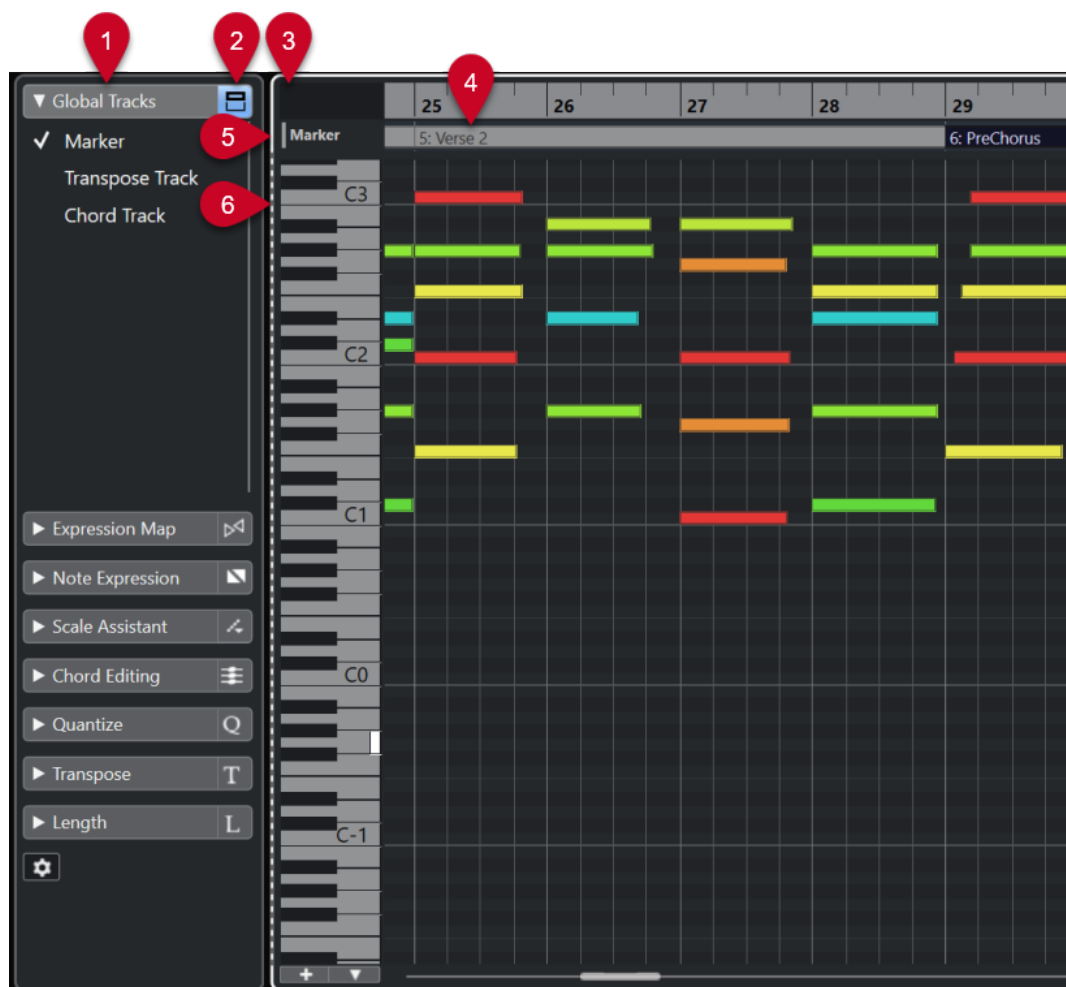 1 2 3
4
Global Tracks
25 26 27 28 29
5
Marker
Marker
5: Verse 2
6: PreChorus
Transpose Track
6
C3
Chord Track
C2
C1
Expression Map
Note Expression
Scale Assistant
Chord Editing
C0
Quantize Q
Transpose T
Length L
C-1